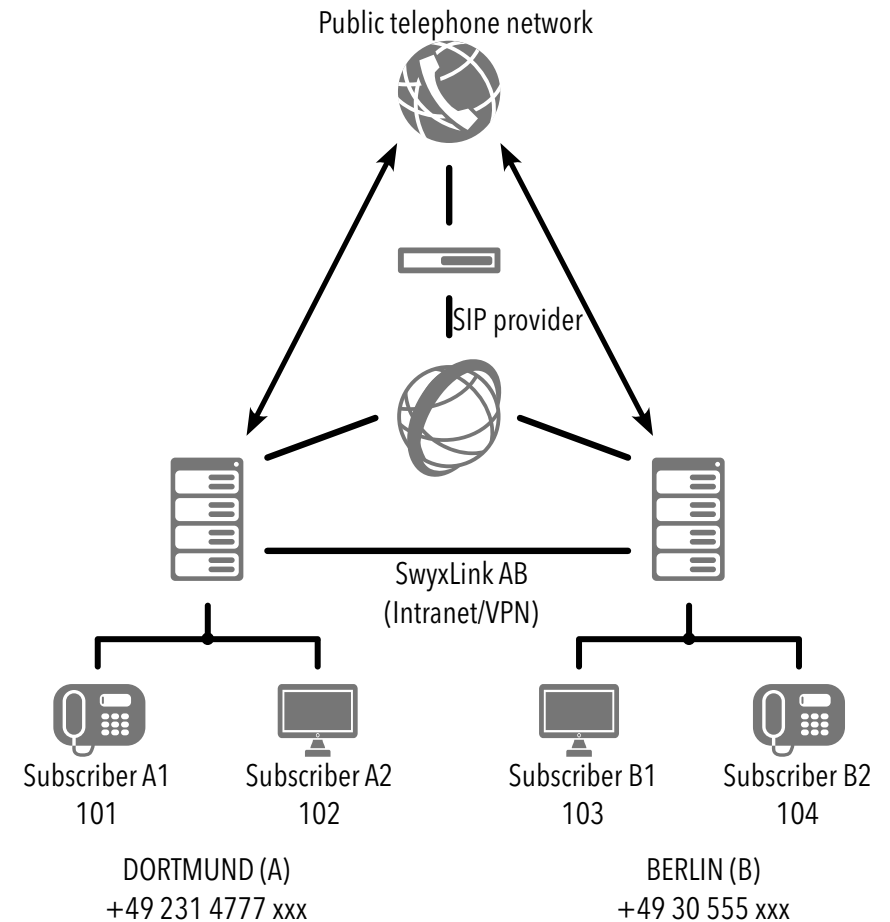 Public telephone network
SIP provider
SwyxLink AB
(Intranet/VPN)
Subscriber A1
101
Subscriber A2
102
Subscriber B1
103
Subscriber B2
104
DORTMUND (A)
+49 231 4777 xxx
BERLIN (B)
+49 30 555 xxx